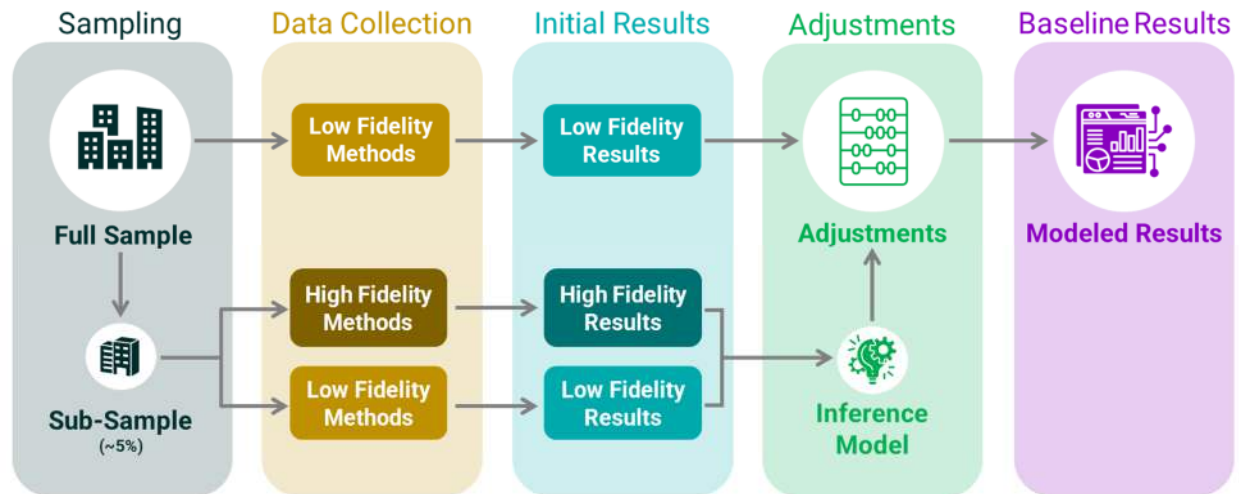 Sampling
Data Collection
Initial Results
Adjustments
Baseline Results
Low Fidelity
Methods
Low Fidelity
Results
Full Sample
Adjustments
Modeled Results
High Fidelity
Methods
High Fidelity
Results
Sub-Sample
(~5%)
Low Fidelity
Methods
Low Fidelity
Results
Inference
Model